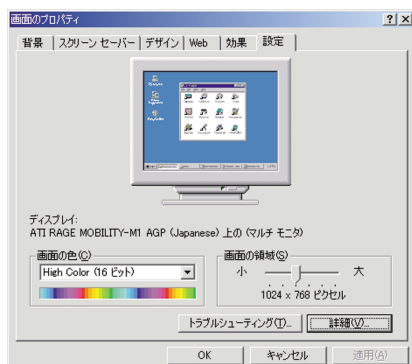 画面のプロパティ
背景 スクリーン セーバー デザイン Web 効果 設定
ディスプレイ:
ATI RAGE MOBILITY-M1 AGP (Japanese) 上の (マルチ モニタ)
画面の色(C) 画面の領域(S)
High Color (16 ビット) 小 大
1024 x 768 ピクセル
トラブルシューティング(T)... 詳細(V)...
OK キャンセル 適用(A)